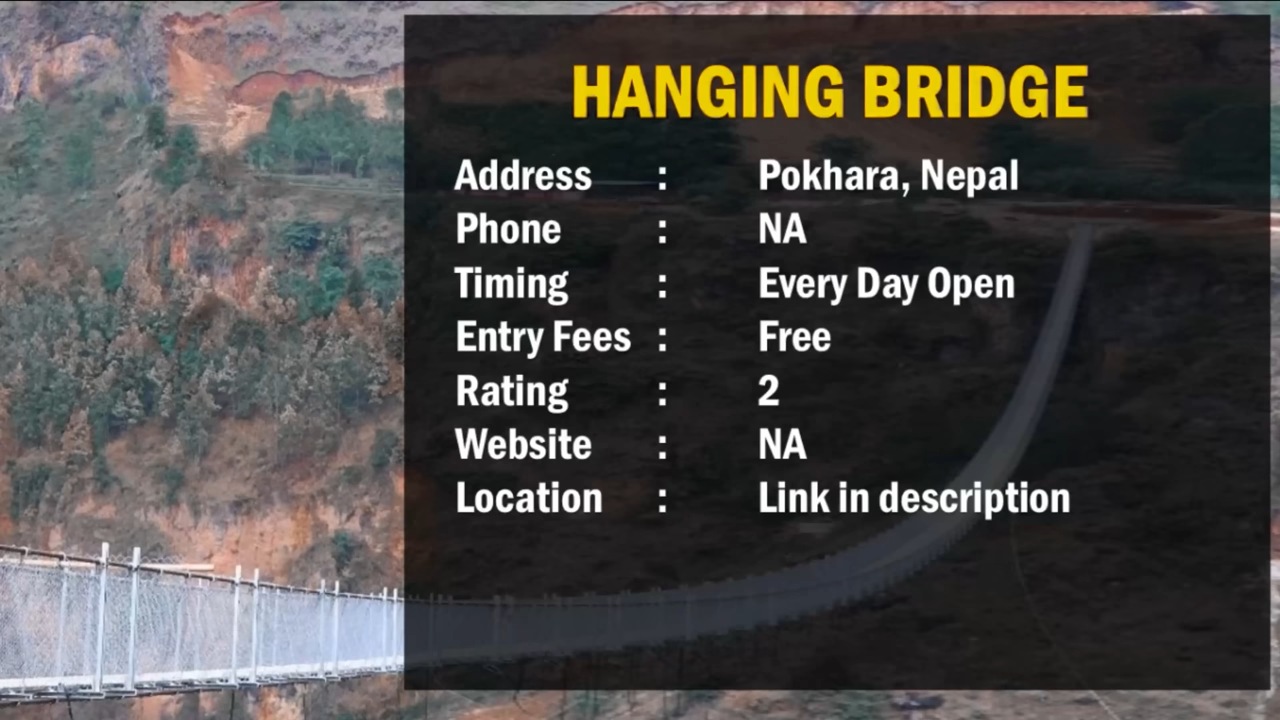 HANGING BRIDGE
Address : Pokhara, Nepal
Phone : NA
Timing : Every Day Open
Entry Fees : Free
Rating : 2
Website : NA
Location : Link in description